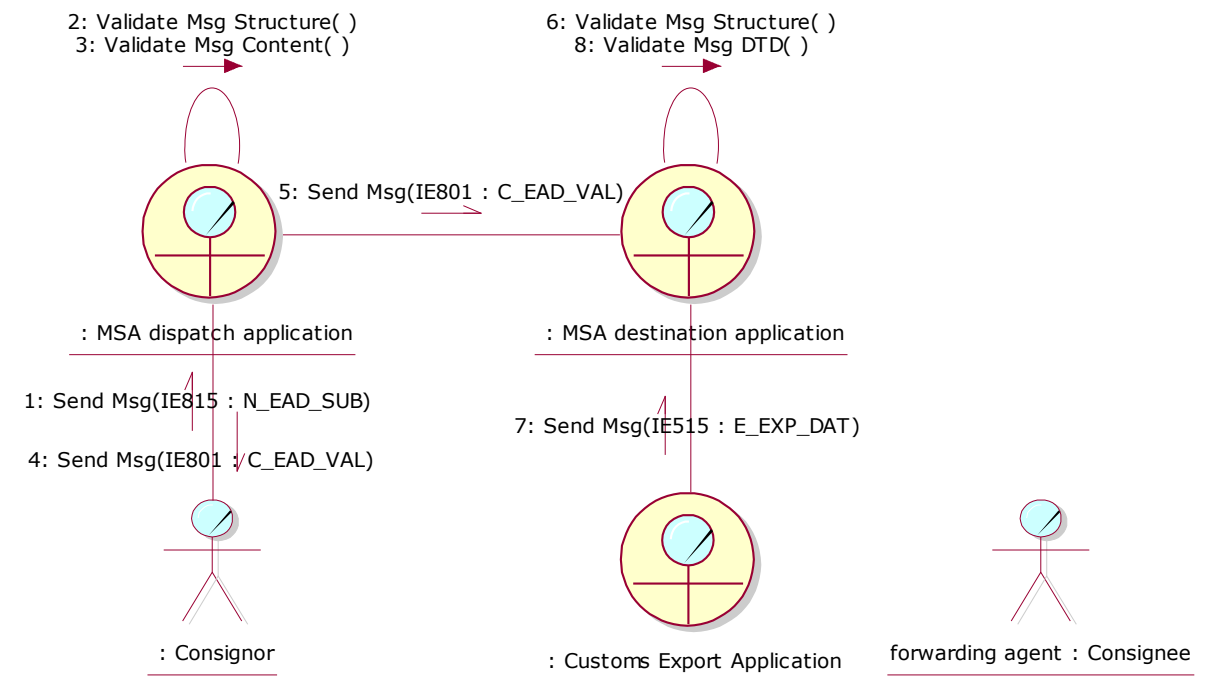 2: Validate Msg Structure( )
3: Validate Msg Content( )
6: Validate Msg Structure( )
8: Validate Msg DTD( )
5: Send Msg(IE801 : C_EAD_VAL)
: MSA dispatch application
: MSA destination application
1: Send Msg(IE815 : N_EAD_SUB)
4: Send Msg(IE801 : C_EAD_VAL)
7: Send Msg(IE515 : E_EXP_DAT)
: Consignor
: Customs Export Application
forwarding agent : Consignee